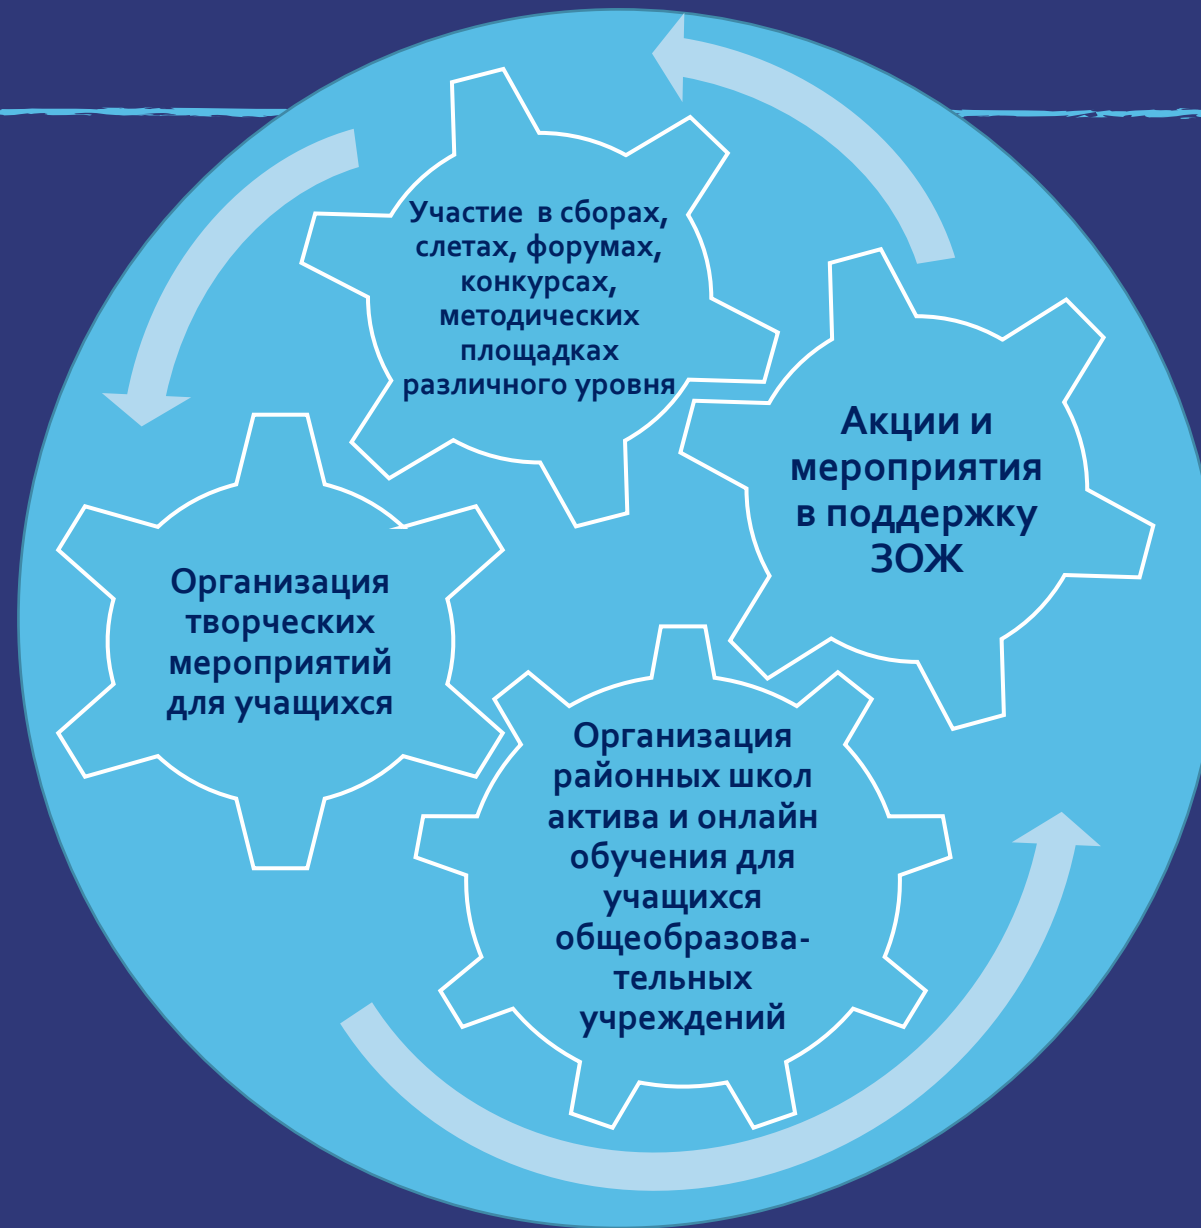 Участие в сборах,
слетах, форумах,
конкурсах,
методических
площадках
различного уровня
Акции и
мероприятия
в поддержку
ЗОЖ
Организация
творческих
мероприятий
для учащихся
Организация
районных школ
актива и онлайн
обучения для
учащихся
общеобразова-
тельных
учреждений